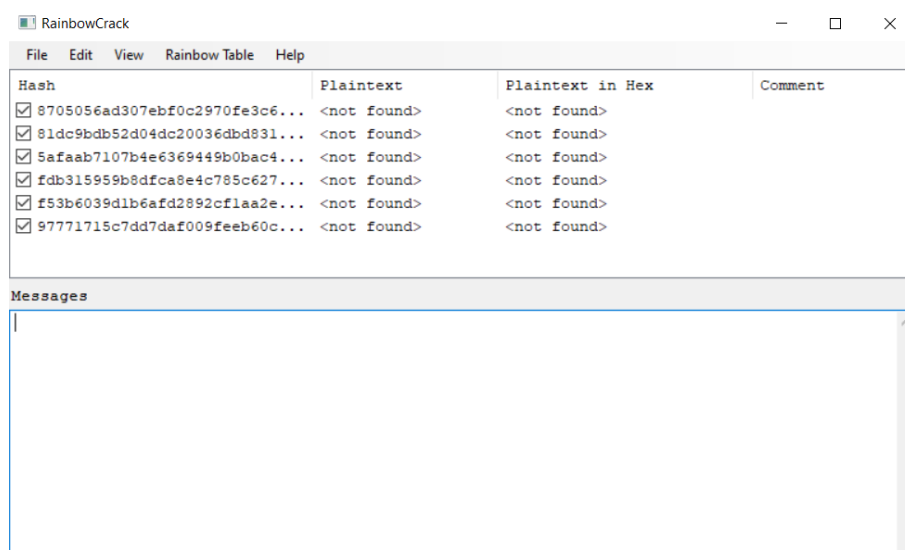 RainbowCrack
File Edit View Rainbow Table Help
Hash Plaintext Plaintext in Hex Comment
8705056ad307ebf0c2970fe3c6... <not found> <not found>
81dc9bdb52d04dc20036dbd831... <not found> <not found>
5afaab7107b4e6369449b0bac4... <not found> <not found>
fdb315959b8dfca8e4c785c627... <not found> <not found>
f53b6039d1b6afd2892cf1aa2e... <not found> <not found>
97771715c7dd7daf009feeb60c... <not found> <not found>
Messages